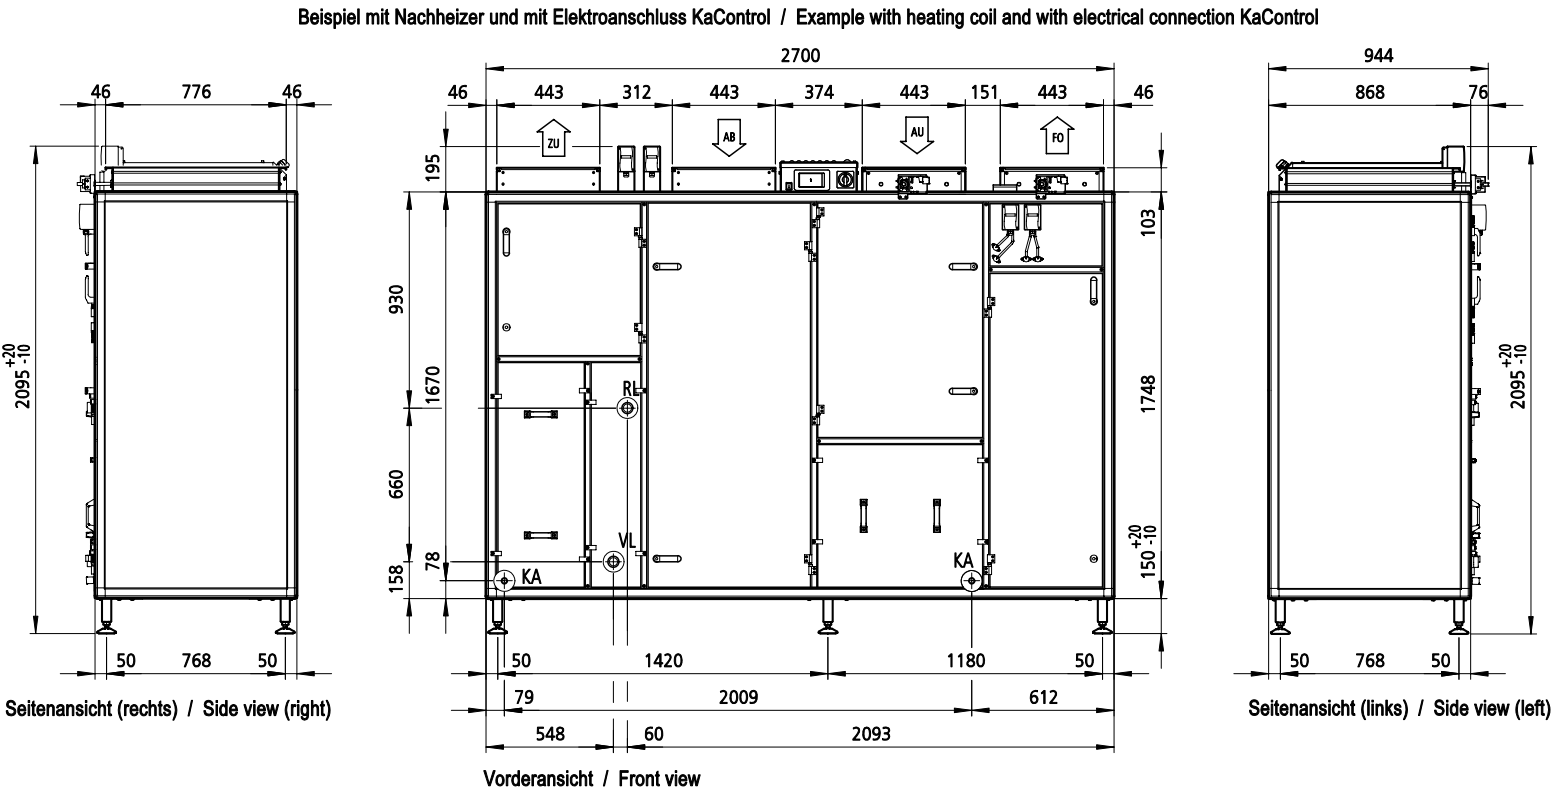 Beispiel mit Nachheizer und mit Elektroanschluss KaControl / Example with heating coil and with electrical connection KaControl
2700
944
46 776 46
46 443 312 443 374 443 151 443 46
868 76
ZU AB AU FO
195
103
930
2095 +20 -10
1670
1748
2095 +20 -10
RL
660
VL
150 +20 -10
78
158
KA KA
50 768 50
50 1420 1180 50
50 768 50
79 2009 612
Seitenansicht (rechts) / Side view (right)
Seitenansicht (links) / Side view (left)
548 60 2093
Vorderansicht / Front view